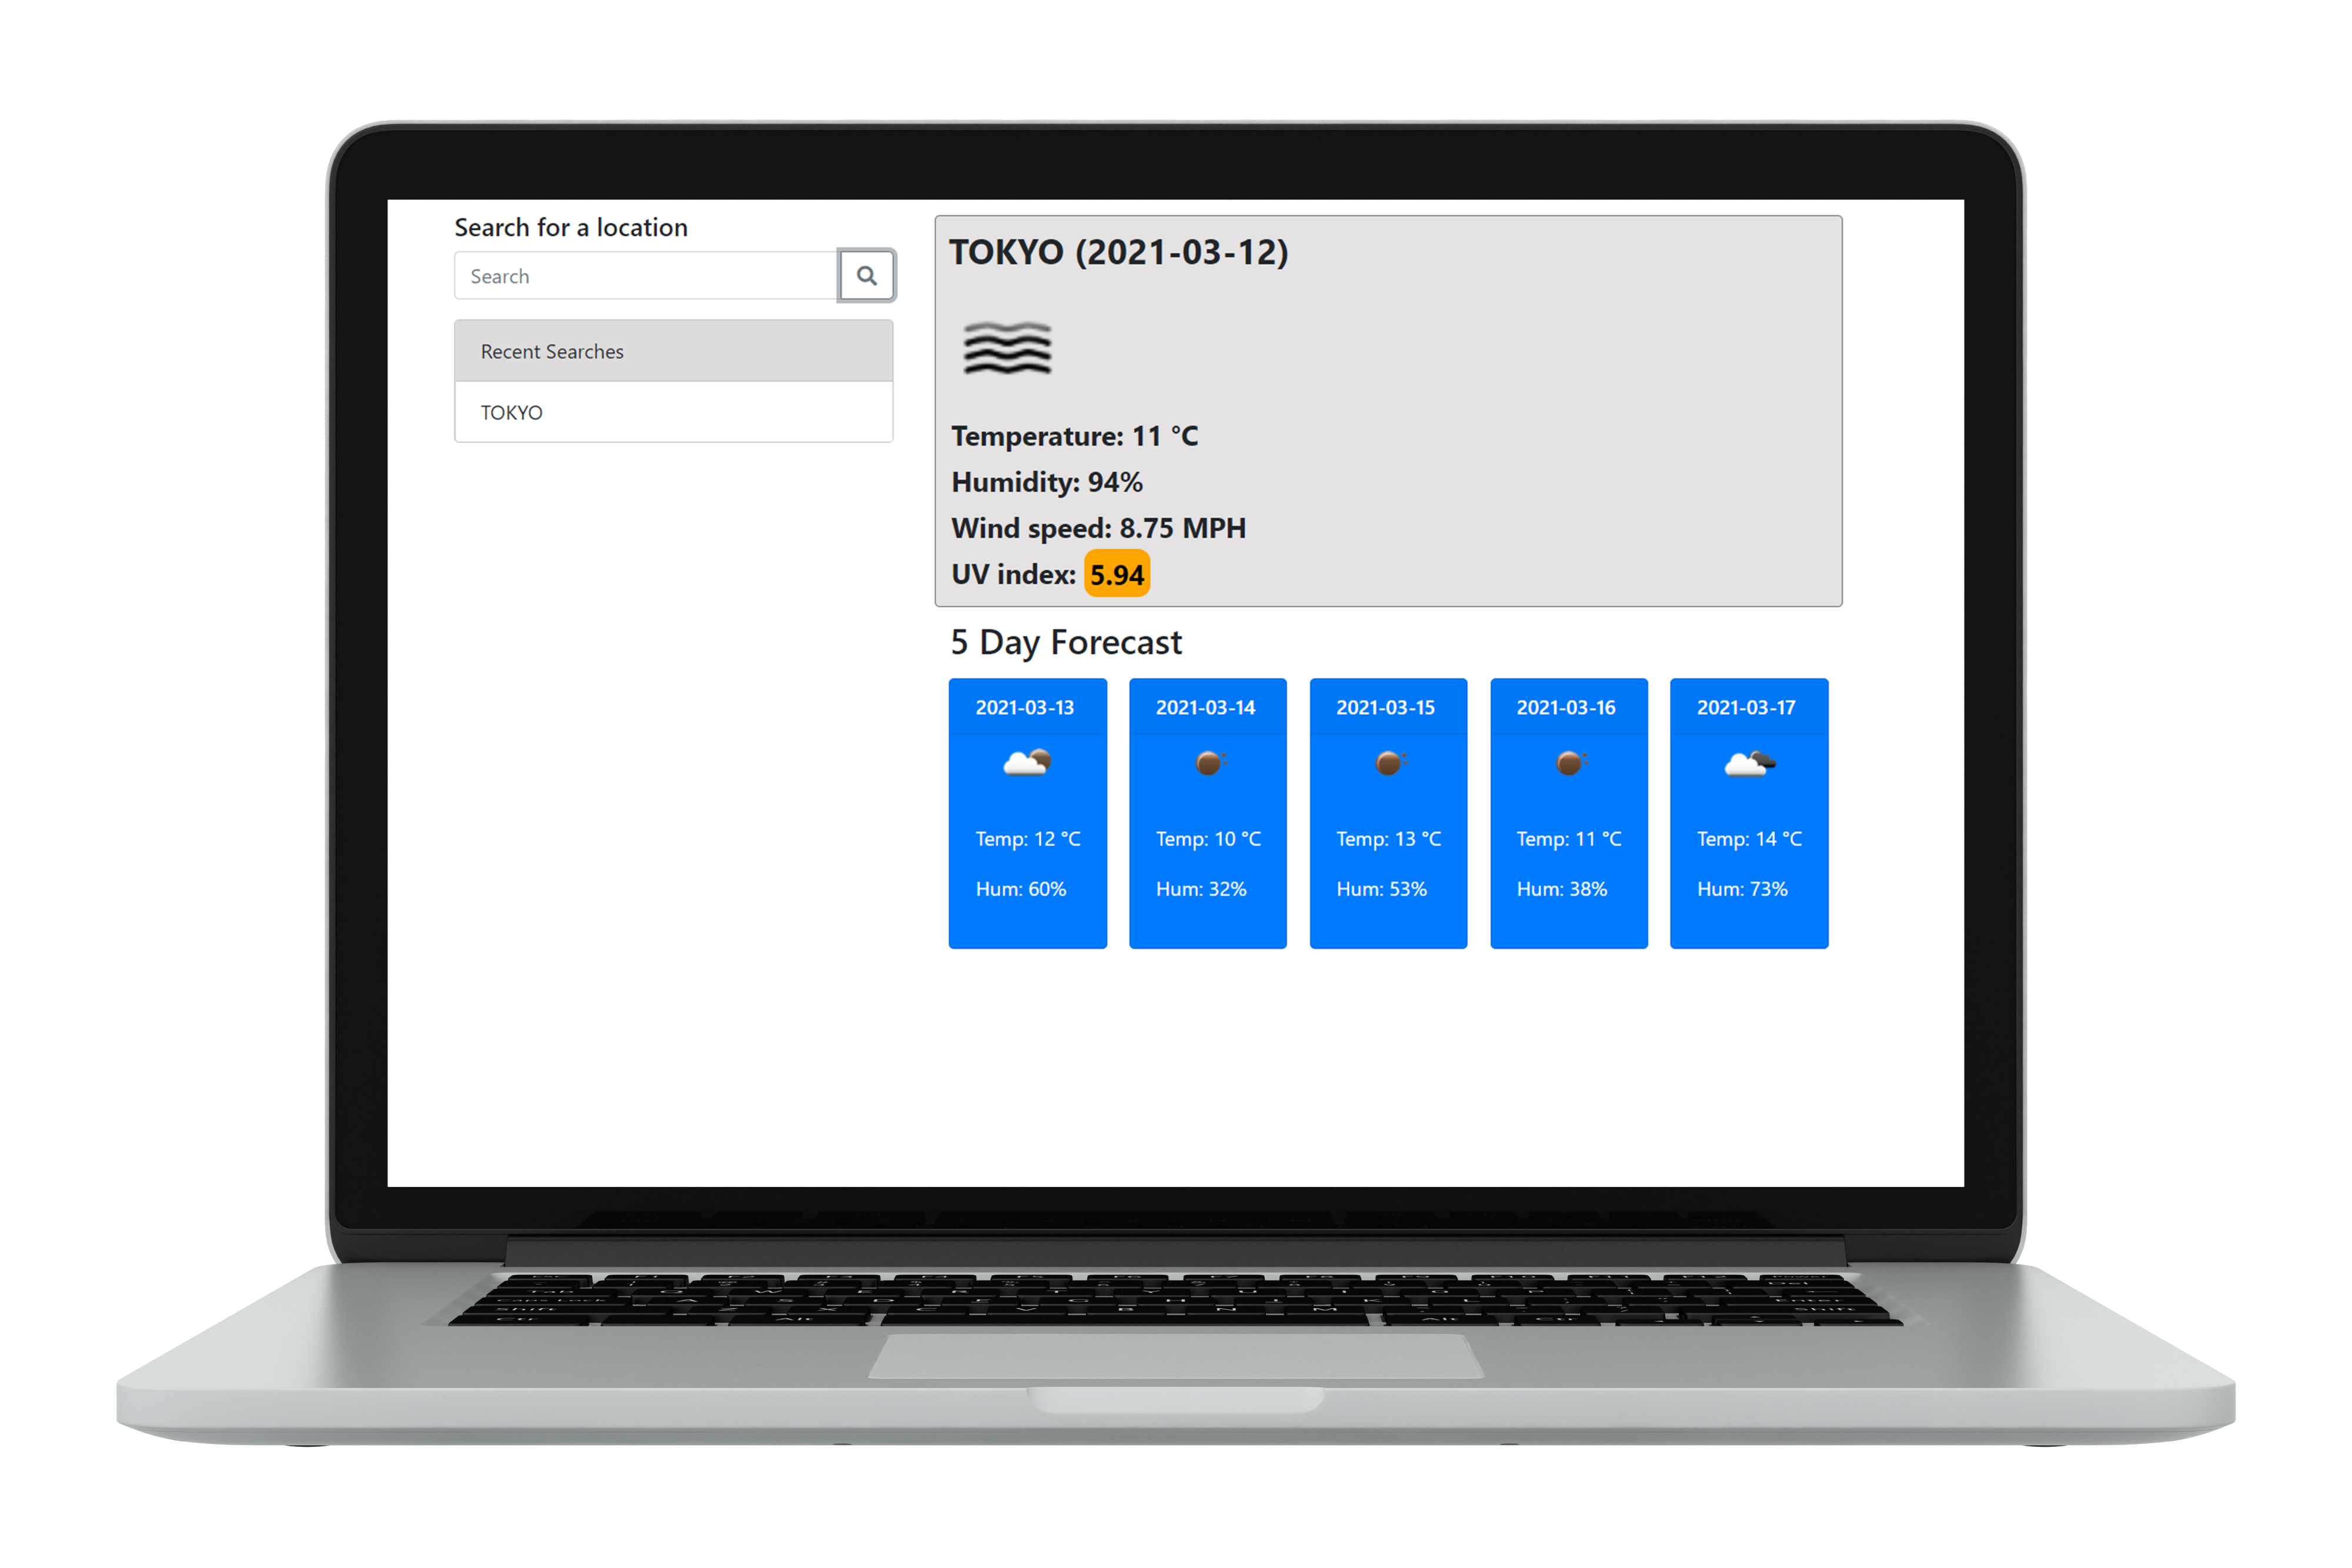 Search for a location
Search
Recent Searches
TOKYO
TOKYO (2021-03-12)
Temperature: 11 °C
Humidity: 94%
Wind speed: 8.75 MPH
UV index: 5.94
5 Day Forecast
2021-03-13
Temp: 12 °C
Hum: 60%
2021-03-14
Temp: 10 °C
Hum: 32%
2021-03-15
Temp: 13 °C
Hum: 53%
2021-03-16
Temp: 11 °C
Hum: 38%
2021-03-17
Temp: 14 °C
Hum: 73%